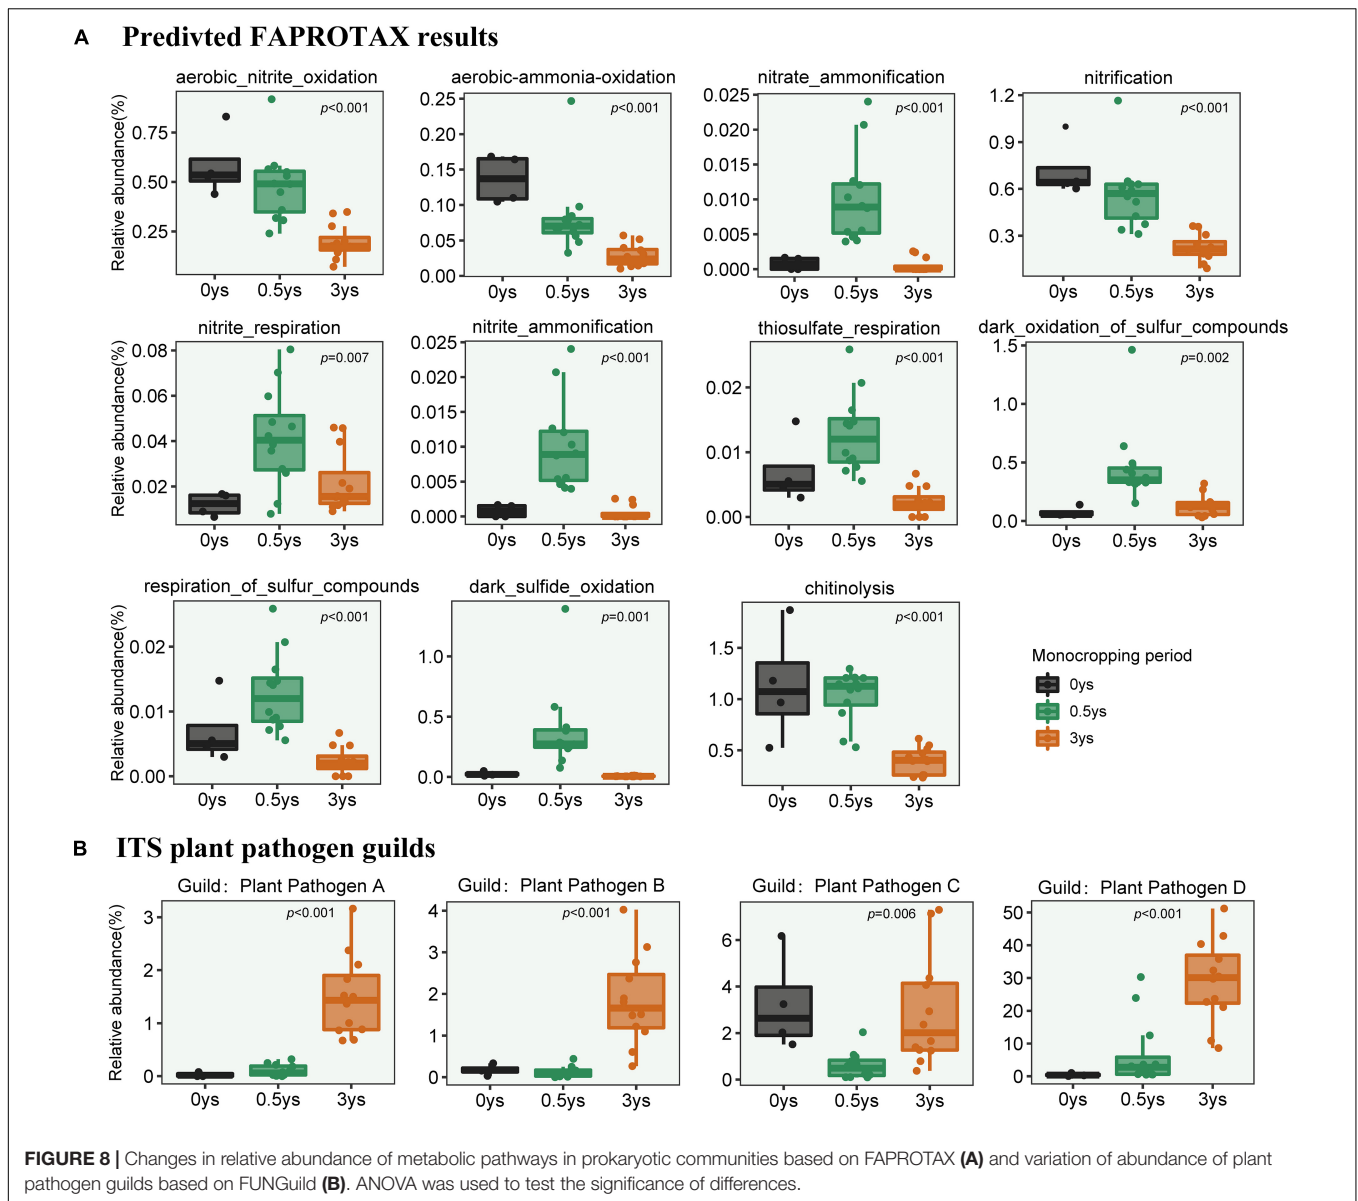 A Predivted FAPROTAX results
aerobic_nitrite_oxidation aerobic-ammonia-oxidation nitrate_ammonification nitrification
Relative abundance(%)
p<0.001 p<0.001 p<0.001 p<0.001
0.75
0.50
0.25
0.25
0.20
0.15
0.10
0.05
0.00
0.025
0.020
0.015
0.010
0.005
0.000
1.2
0.9
0.6
0.3
0ys 0.5ys 3ys 0ys 0.5ys 3ys 0ys 0.5ys 3ys 0ys 0.5ys 3ys
nitrite_respiration nitrite_ammonification thiosulfate_respiration dark_oxidation_of_sulfur_compounds
Relative abundance(%)
p=0.007 p<0.001 p<0.001 p=0.002
0.08
0.06
0.04
0.02
0.025
0.020
0.015
0.010
0.005
0.000
0.02
0.01
0.00
1.5
1.0
0.5
0.0
0ys 0.5ys 3ys 0ys 0.5ys 3ys 0ys 0.5ys 3ys 0ys 0.5ys 3ys
respiration_of_sulfur_compounds dark_sulfide_oxidation chitinolysis
Relative abundance(%)
p<0.001 p=0.001 p<0.001
0.02
0.01
0.00
1.0
0.5
0.0
1.5
1.0
0.5
0ys 0.5ys 3ys 0ys 0.5ys 3ys 0ys 0.5ys 3ys
Monocropping period
0ys
0.5ys
3ys
B ITS plant pathogen guilds
Guild: Plant Pathogen A Guild: Plant Pathogen B Guild: Plant Pathogen C Guild: Plant Pathogen D
Relative abundance(%)
p<0.001 p<0.001 p=0.006 p<0.001
3
2
1
0
4
3
2
1
0
6
4
2
0
50
40
30
20
10
0
0ys 0.5ys 3ys 0ys 0.5ys 3ys 0ys 0.5ys 3ys 0ys 0.5ys 3ys
FIGURE 8 | Changes in relative abundance of metabolic pathways in prokaryotic communities based on FAPROTAX (A) and variation of abundance of plant
pathogen guilds based on FUNGuild (B). ANOVA was used to test the significance of differences.